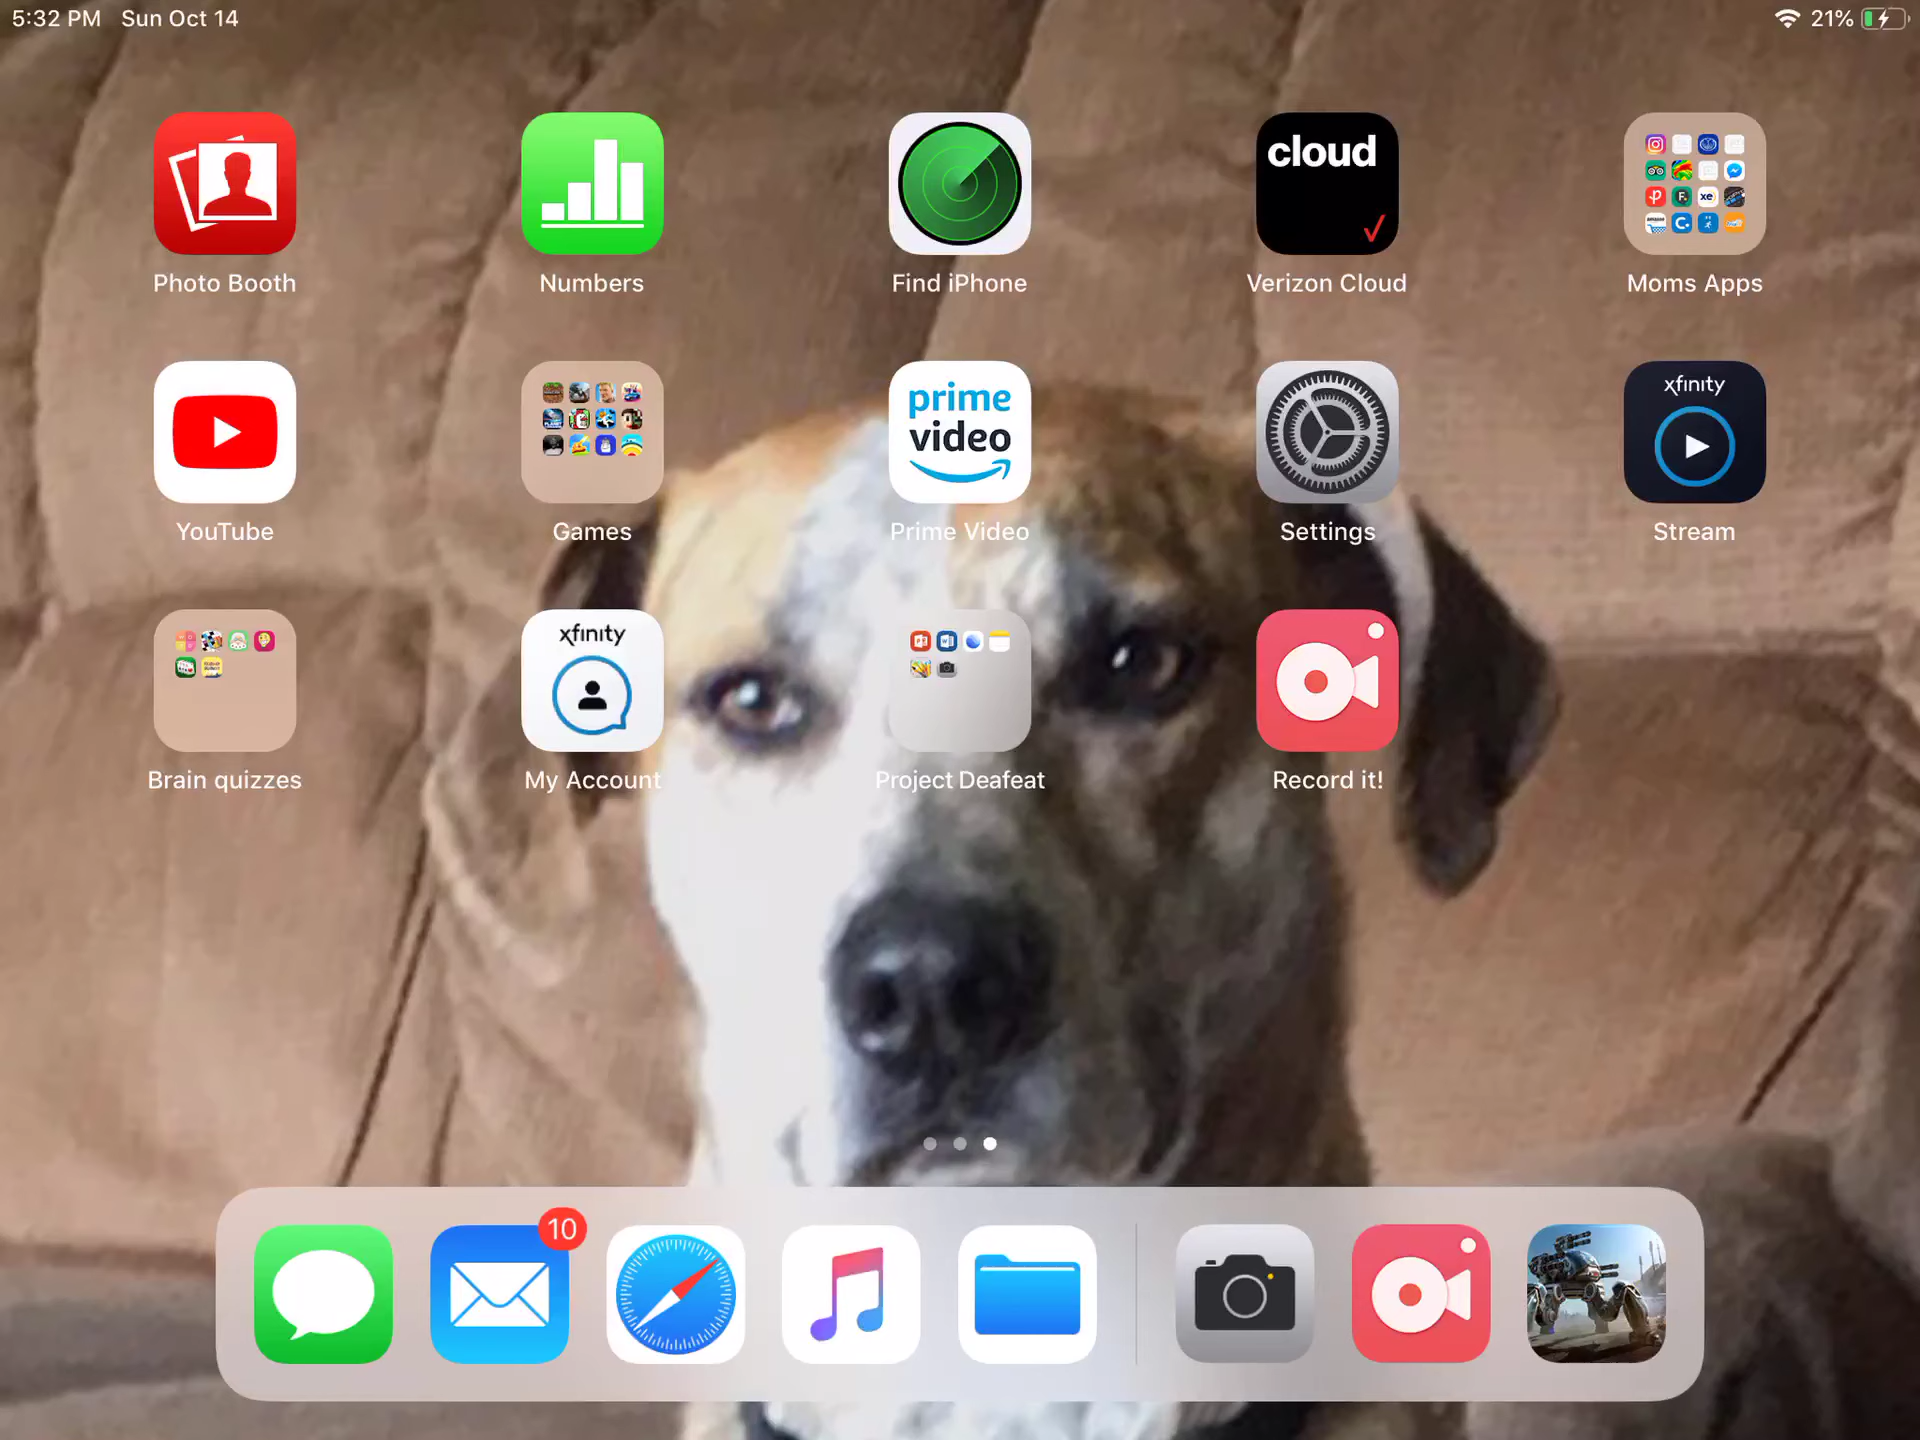 5:32 PM Sun Oct 14 21%
cloud
Photo Booth Numbers Find iPhone Verizon Cloud Moms Apps
prime
video
xfinity
YouTube Games Prime Video Settings Stream
xfinity
Brain quizzes My Account Project Deafeat Record it!
10